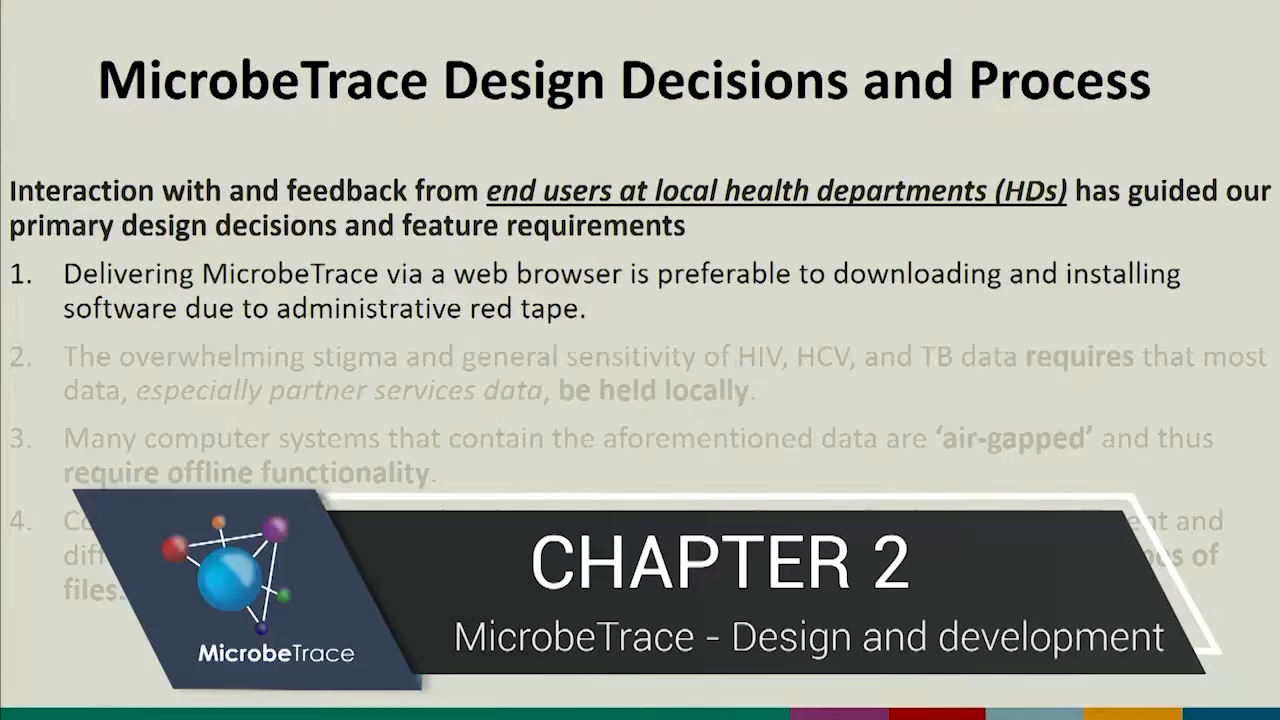 MicrobeTrace Design Decisions and Process
Interaction with and feedback from end users at local health departments (HDs) has guided our
primary design decisions and feature requirements
1. Delivering MicrobeTrace via a web browser is preferable to downloading and installing
software due to administrative red tape.
2. The overwhelming stigma and general sensitivity of HIV, HCV, and TB data requires that most
data, especially partner services data, be held locally.
3. Many computer systems that contain the aforementioned data are ‘air-gapped’ and thus
require offline functionality.
4. and
of
files
CHAPTER 2
MicrobeTrace - Design and development
MicrobeTrace